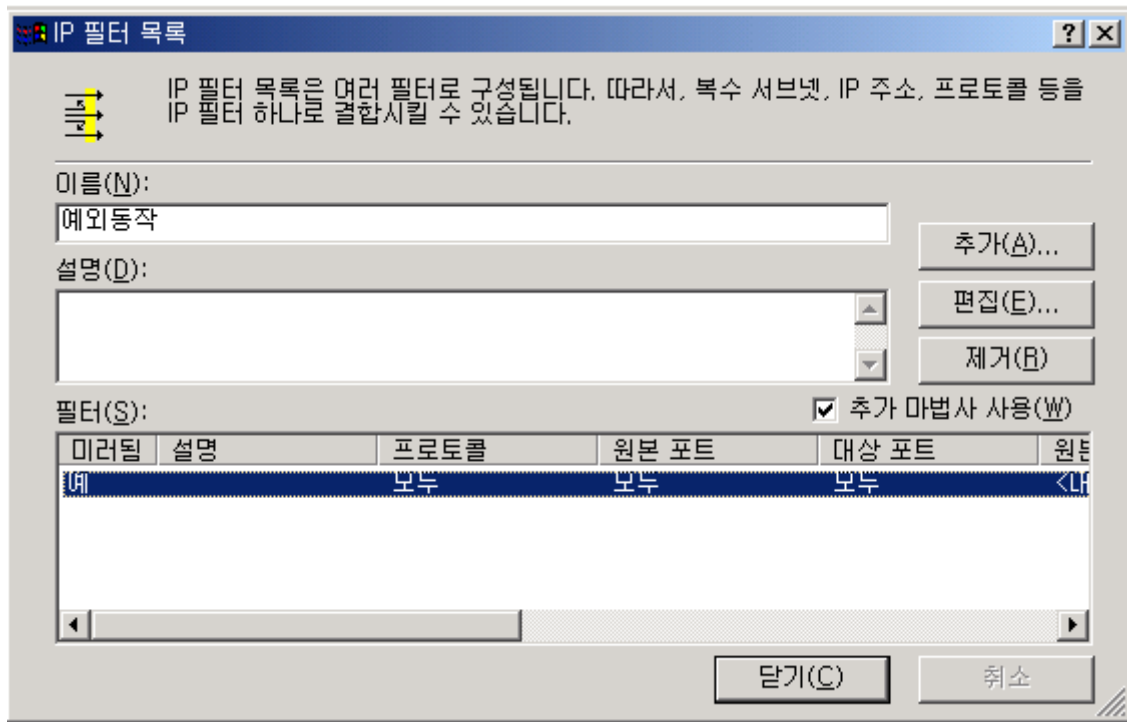 IP 필터 목록
IP 필터 목록은 여러 필터로 구성됩니다. 따라서, 복수 서브넷, IP 주소, 프로토콜 등을
IP 필터 하나로 결합시킬 수 있습니다.
이름(N):
예외동작
추가(A)...
설명(D):
편집(E)...
제거(R)
필터(S):
추가 마법사 사용(W)
미러됨 설명 프로토콜 원본 포트 대상 포트 원본
예 모두 모두 모두 <내
닫기(C) 취소